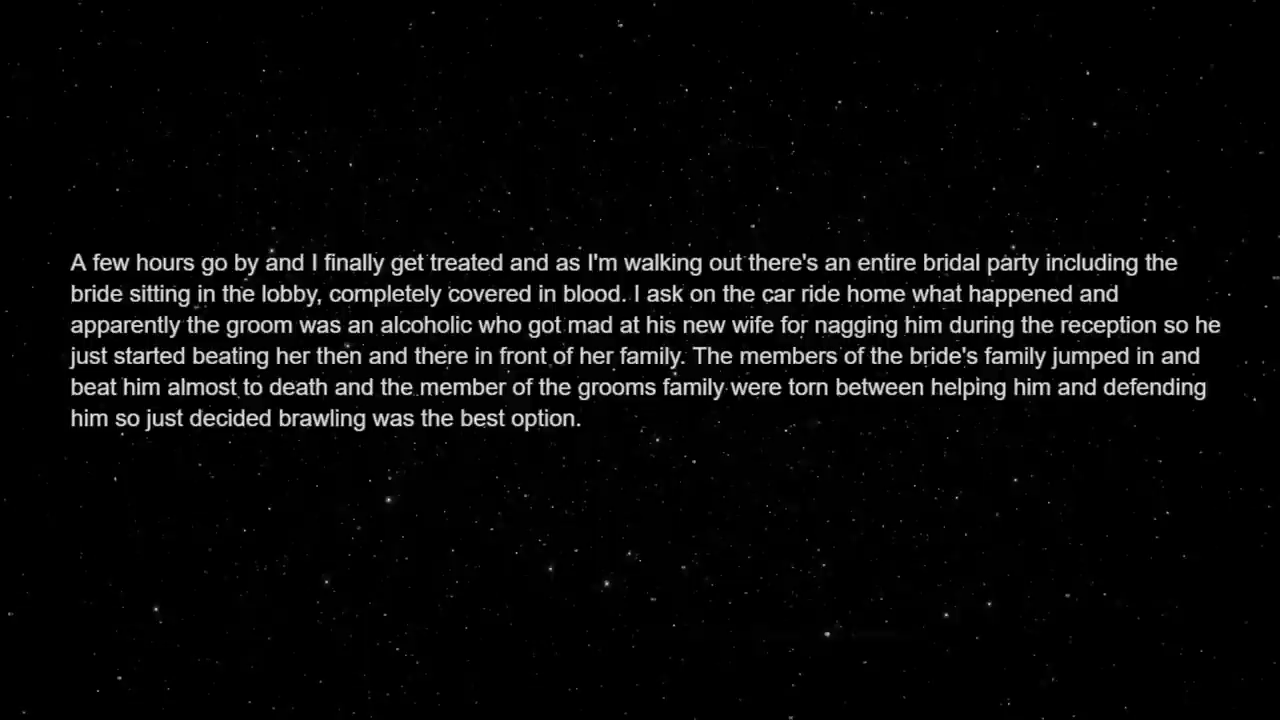 A few hours go by and I finally get treated and as I'm walking out there's an entire bridal party including the
bride sitting in the lobby, completely covered in blood. I ask on the car ride home what happened and
apparently the groom was an alcoholic who got mad at his new wife for nagging him during the reception so he
just started beating her then and there in front of her family. The members of the bride's family jumped in and
beat him almost to death and the member of the grooms family were torn between helping him and defending
him so just decided brawling was the best option.